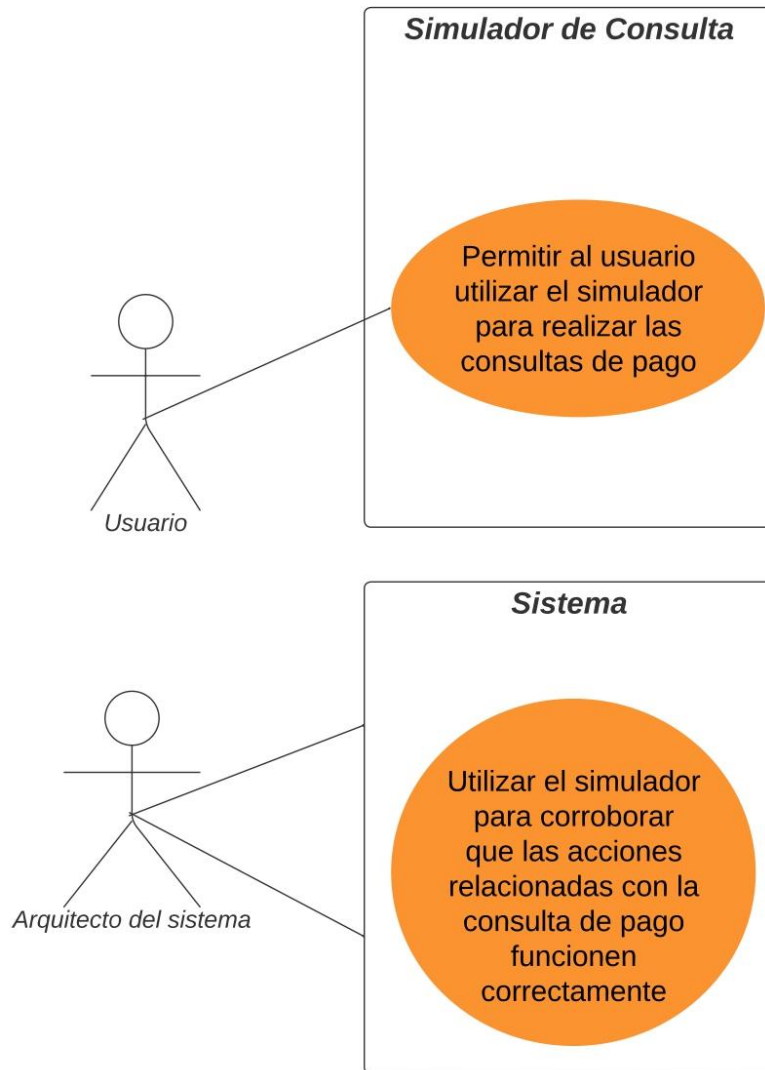 Simulador de Consulta
Permitir al usuario
utilizar el simulador
para realizar las
consultas de pago
Usuario
Sistema
Utilizar el simulador
para corroborar
que las acciones
relacionadas con la
consulta de pago
funcionen
correctamente
Arquitecto del sistema